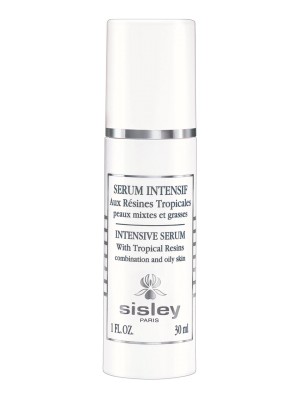 SERUM INTENSIF
Aux Résines Tropicales
peaux mixtes et grasses
INTENSIVE SERUM
With Tropical Resins
combination and oily skin
sisley
PARIS
1 FL. OZ. 30 ml